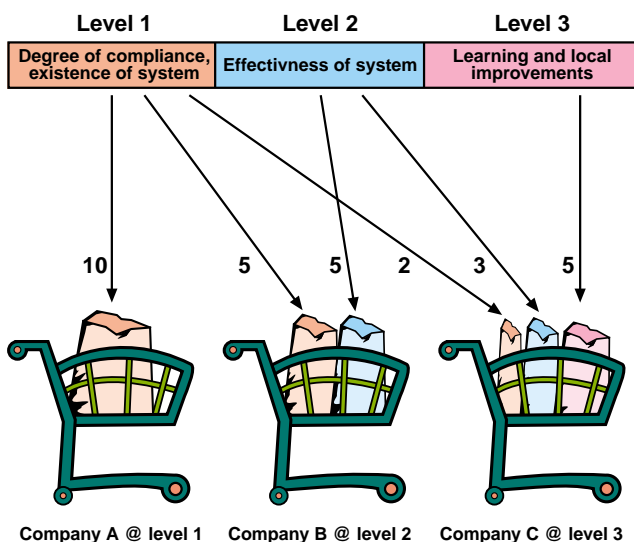 Level 1 Level 2 Level 3
Degree of compliance,
existence of system
Effectivness of system
Learning and local
improvements
10 5 5 2 3 5
Company A @ level 1 Company B @ level 2 Company C @ level 3